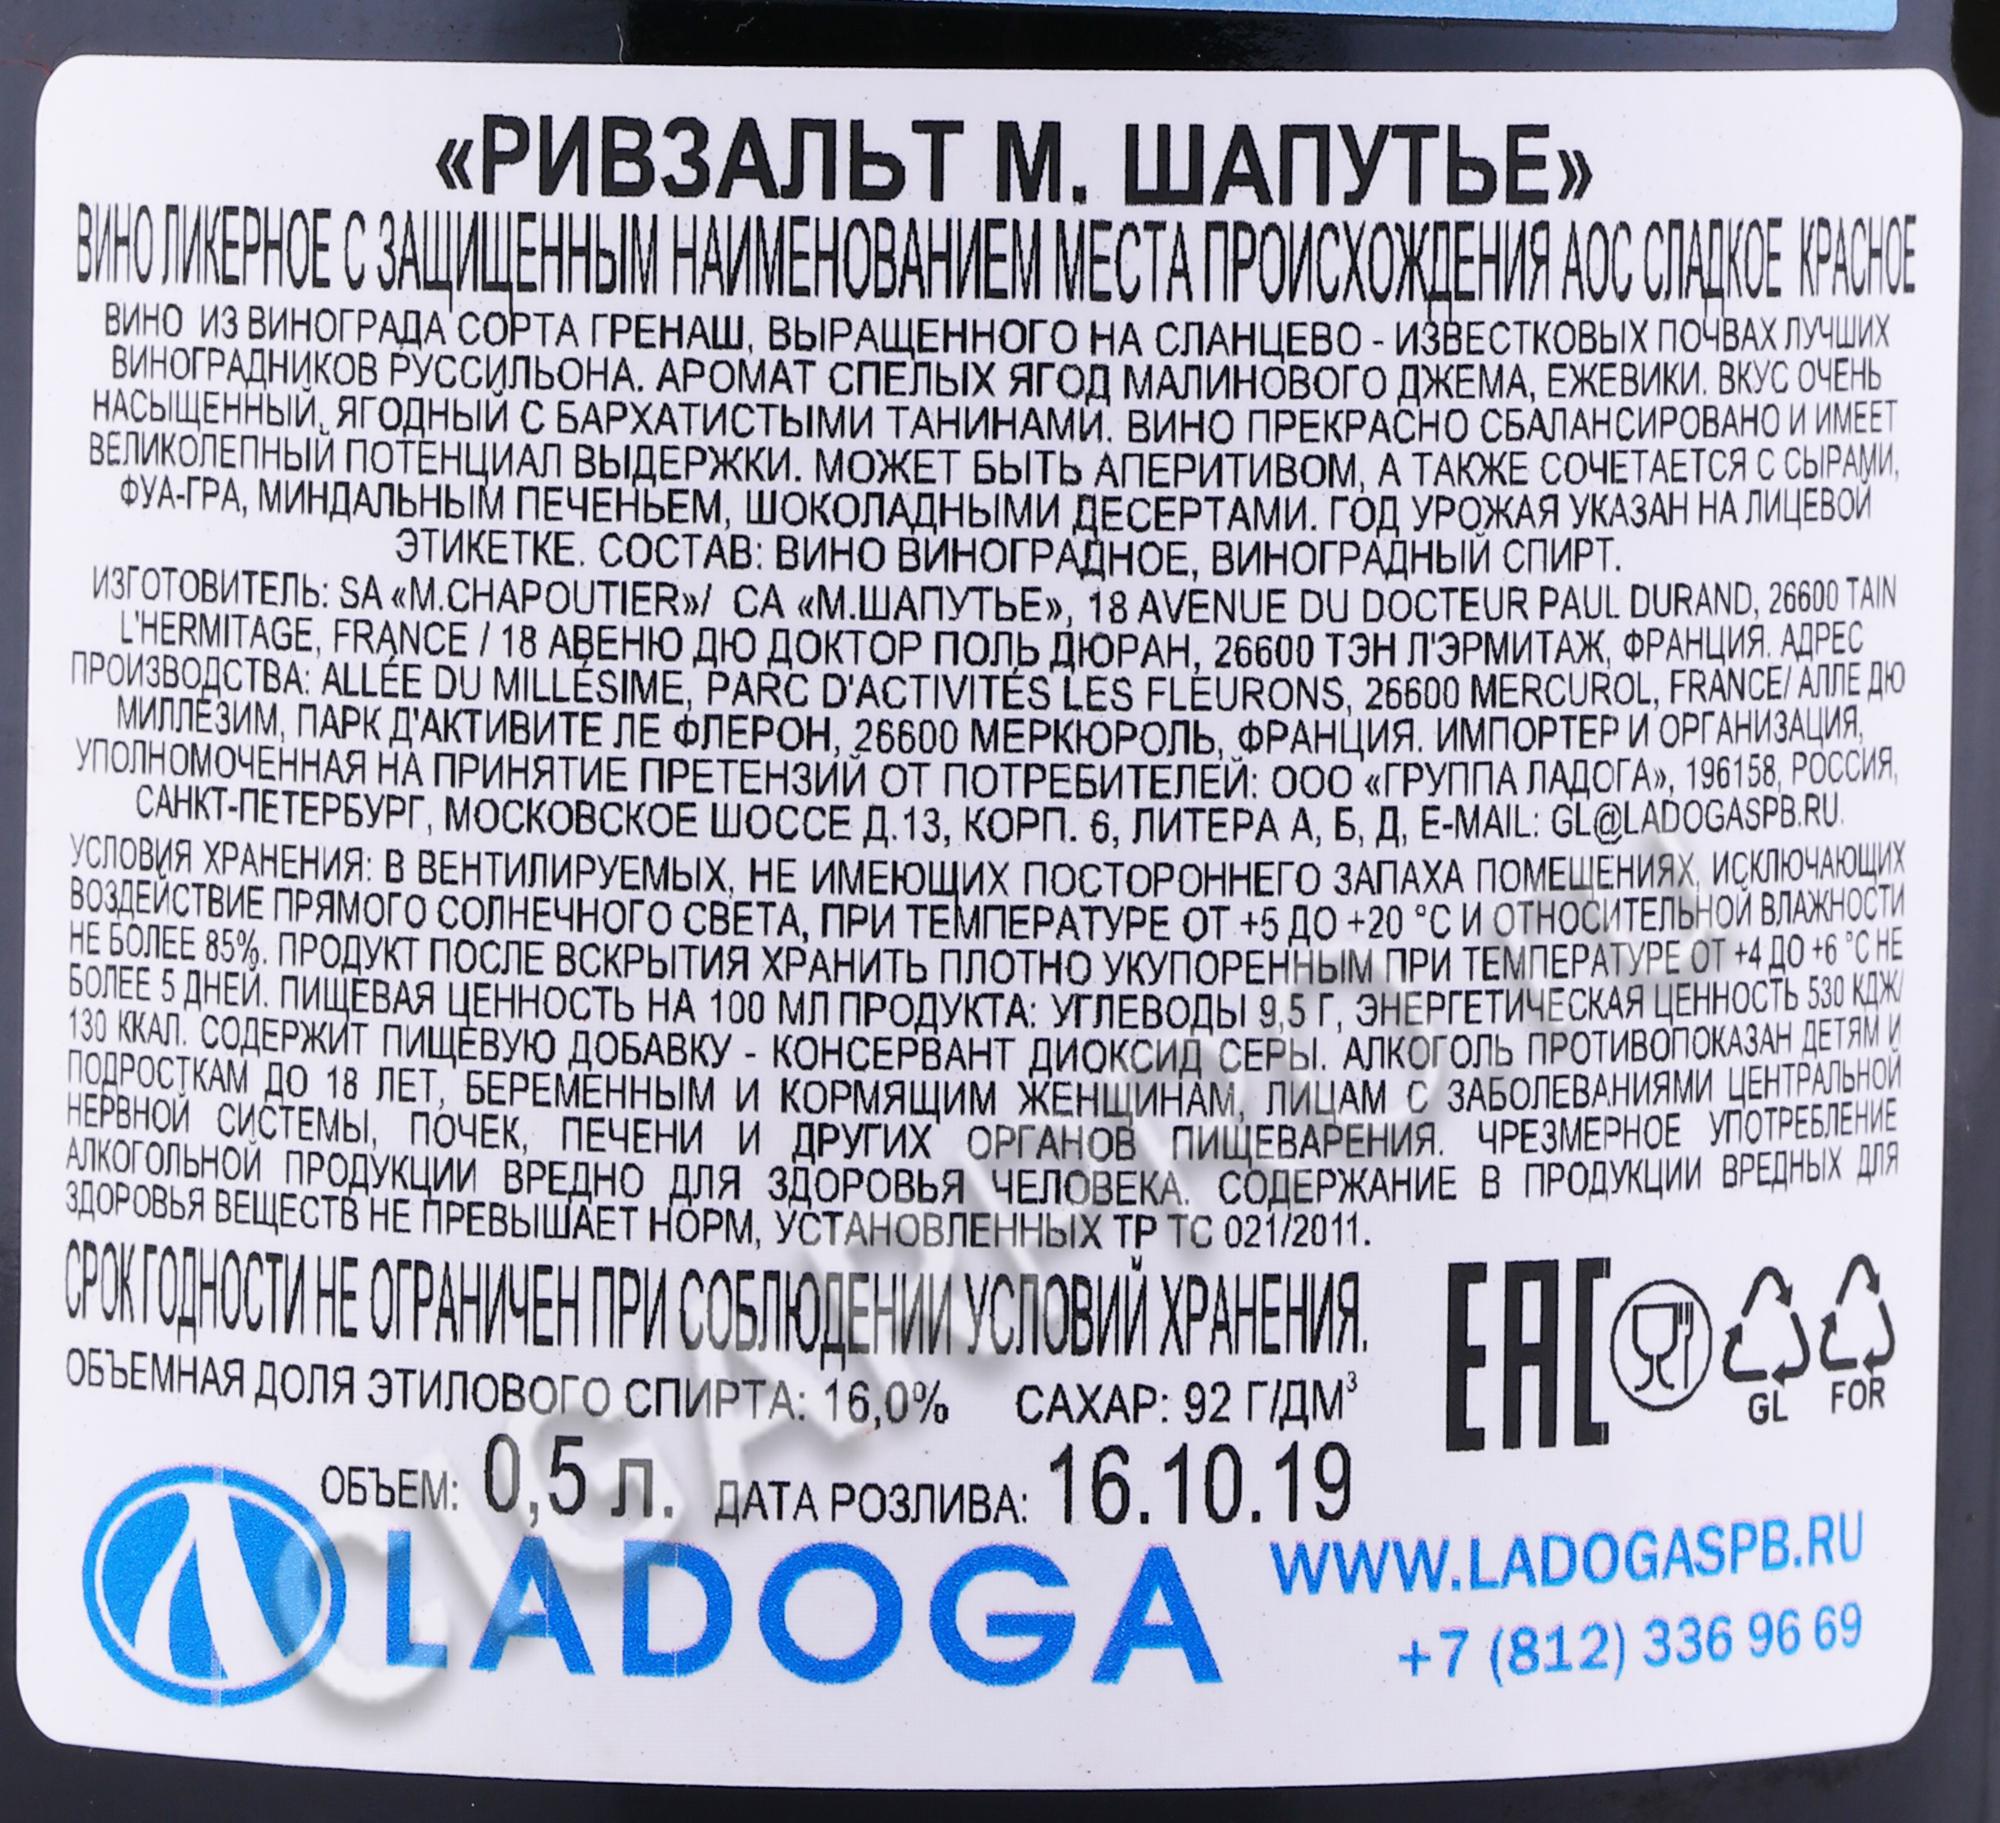 «РИВЗАЛЬТ М. ШАПУТЬЕ»
ВИНО ЛИКЕРНОЕ С ЗАЩИЩЕННЫМ НАИМЕНОВАНИЕМ МЕСТА ПРОИСХОЖДЕНИЯ АОС СЛАДКОЕ КРАСНОЕ
ВИНО ИЗ ВИНОГРАДА СОРТА ГРЕНАШ, ВЫРАЩЕННОГО НА СЛАНЦЕВО - ИЗВЕСТКОВЫХ ПОЧВАХ ЛУЧШИХ
ВИНОГРАДНИКОВ РУССИЛЬОНА. АРОМАТ СПЕЛЫХ ЯГОД МАЛИНОВОГО ДЖЕМА, ЕЖЕВИКИ. ВКУС ОЧЕНЬ
НАСЫЩЕННЫЙ, ЯГОДНЫЙ С БАРХАТИСТЫМИ ТАНИНАМИ. ВИНО ПРЕКРАСНО СБАЛАНСИРОВАНО И ИМЕЕТ
ВЕЛИКОЛЕПНЫЙ ПОТЕНЦИАЛ ВЫДЕРЖКИ. МОЖЕТ БЫТЬ АПЕРИТИВОМ, А ТАКЖЕ СОЧЕТАЕТСЯ С СЫРАМИ,
ФУА-ГРА, МИНДАЛЬНЫМ ПЕЧЕНЬЕМ, ШОКОЛАДНЫМИ ДЕСЕРТАМИ. ГОД УРОЖАЯ УКАЗАН НА ЛИЦЕВОЙ
ЭТИКЕТКЕ. СОСТАВ: ВИНО ВИНОГРАДНОЕ, ВИНОГРАДНЫЙ СПИРТ.
ИЗГОТОВИТЕЛЬ: SA «M.CHAPOUTIER»/ СА «М.ШАПУТЬЕ», 18 AVENUE DU DOCTEUR PAUL DURAND, 26600 TAIN
L'HERMITAGE, FRANCE / 18 АВЕНЮ ДЮ ДОКТОР ПОЛЬ ДЮРАН, 26600 ТЭН Л'ЭРМИТАЖ, ФРАНЦИЯ. АДРЕС
ПРОИЗВОДСТВА: ALLÉE DU MILLÉSIME, PARC D'ACTIVITÉS LES FLEURONS, 26600 MERCUROL, FRANCE/ АЛЛЕ ДЮ
МИЛЛЕЗИМ, ПАРК Д'АКТИВИТЕ ЛЕ ФЛЕРОН, 26600 МЕРКЮРОЛЬ, ФРАНЦИЯ. ИМПОРТЕР И ОРГАНИЗАЦИЯ,
УПОЛНОМОЧЕННАЯ НА ПРИНЯТИЕ ПРЕТЕНЗИЙ ОТ ПОТРЕБИТЕЛЕЙ: ООО «ГРУППА ЛАДОГА», 196158, РОССИЯ,
САНКТ-ПЕТЕРБУРГ, МОСКОВСКОЕ ШОССЕ Д.13, КОРП. 6, ЛИТЕРА А, Б, Д, E-MAIL: GL@LADOGASPB.RU.
УСЛОВИЯ ХРАНЕНИЯ: В ВЕНТИЛИРУЕМЫХ, НЕ ИМЕЮЩИХ ПОСТОРОННЕГО ЗАПАХА ПОМЕЩЕНИЯХ, ИСКЛЮЧАЮЩИХ
ВОЗДЕЙСТВИЕ ПРЯМОГО СОЛНЕЧНОГО СВЕТА, ПРИ ТЕМПЕРАТУРЕ ОТ +5 ДО +20 °С И ОТНОСИТЕЛЬНОЙ ВЛАЖНОСТИ
НЕ БОЛЕЕ 85%. ПРОДУКТ ПОСЛЕ ВСКРЫТИЯ ХРАНИТЬ ПЛОТНО УКУПОРЕННЫМ ПРИ ТЕМПЕРАТУРЕ ОТ +4 ДО +6 °С НЕ
БОЛЕЕ 5 ДНЕЙ. ПИЩЕВАЯ ЦЕННОСТЬ НА 100 МЛ ПРОДУКТА: УГЛЕВОДЫ 9,5 Г, ЭНЕРГЕТИЧЕСКАЯ ЦЕННОСТЬ 530 КДЖ/
130 ККАЛ. СОДЕРЖИТ ПИЩЕВУЮ ДОБАВКУ - КОНСЕРВАНТ ДИОКСИД СЕРЫ. АЛКОГОЛЬ ПРОТИВОПОКАЗАН ДЕТЯМ И
ПОДРОСТКАМ ДО 18 ЛЕТ, БЕРЕМЕННЫМ И КОРМЯЩИМ ЖЕНЩИНАМ, ЛИЦАМ С ЗАБОЛЕВАНИЯМИ ЦЕНТРАЛЬНОЙ
НЕРВНОЙ СИСТЕМЫ, ПОЧЕК, ПЕЧЕНИ И ДРУГИХ ОРГАНОВ ПИЩЕВАРЕНИЯ. ЧРЕЗМЕРНОЕ УПОТРЕБЛЕНИЕ
АЛКОГОЛЬНОЙ ПРОДУКЦИИ ВРЕДНО ДЛЯ ЗДОРОВЬЯ ЧЕЛОВЕКА. СОДЕРЖАНИЕ В ПРОДУКЦИИ ВРЕДНЫХ ДЛЯ
ЗДОРОВЬЯ ВЕЩЕСТВ НЕ ПРЕВЫШАЕТ НОРМ, УСТАНОВЛЕННЫХ ТР ТС 021/2011.
СРОК ГОДНОСТИ НЕ ОГРАНИЧЕН ПРИ СОБЛЮДЕНИИ УСЛОВИЙ ХРАНЕНИЯ.
ОБЪЕМНАЯ ДОЛЯ ЭТИЛОВОГО СПИРТА: 16,0% САХАР: 92 Г/ДМ³
EAC
GL FOR
ОБЪЕМ: 0,5 Л. ДАТА РОЗЛИВА: 16.10.19
LADOGA
WWW.LADOGASPB.RU
+7 (812) 336 96 69
CIGARPRO.RU